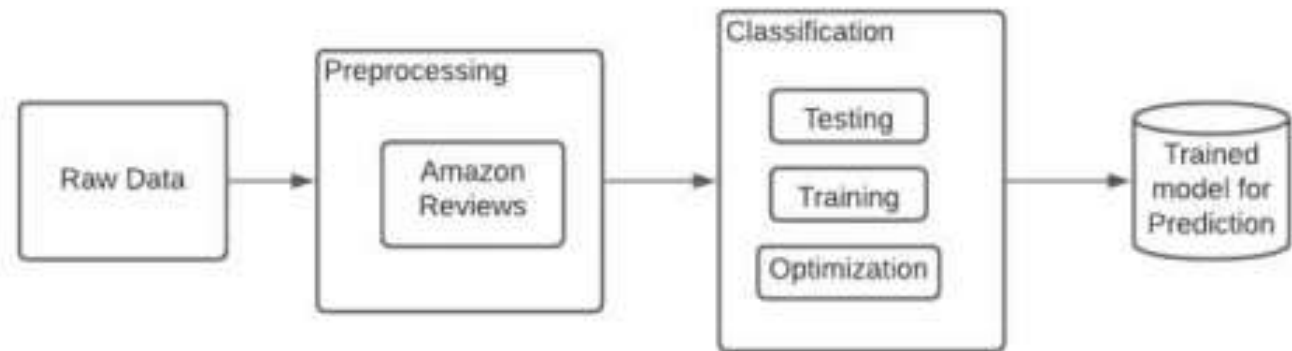 Raw Data
Preprocessing
Amazon
Reviews
Classification
Testing
Training
Optimization
Trained
model for
Prediction